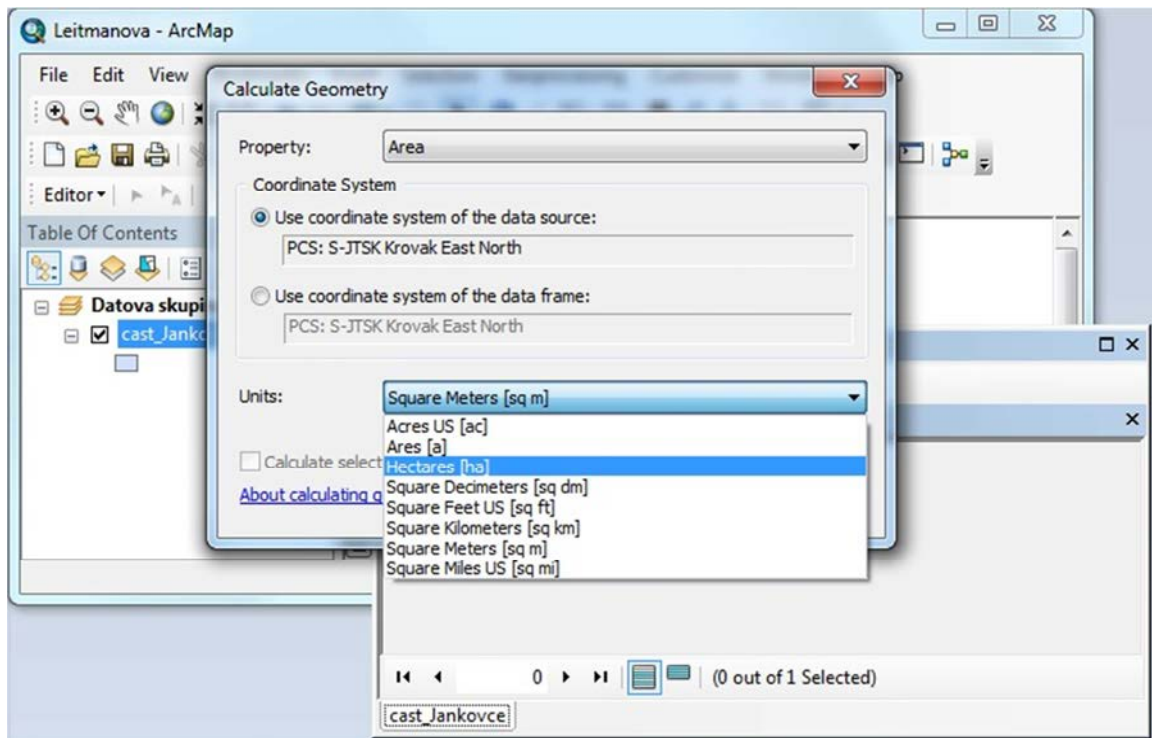 Leitmanova - ArcMap
File Edit View
Calculate Geometry
Property: Area
Coordinate System
Use coordinate system of the data source:
PCS: S-JTSK Krovak East North
Use coordinate system of the data frame:
PCS: S-JTSK Krovak East North
Units: Square Meters [sq m]
Acres US [ac]
Ares [a]
Hectares [ha]
Square Decimeters [sq dm]
Square Feet US [sq ft]
Square Kilometers [sq km]
Square Meters [sq m]
Square Miles US [sq mi]
Calculate select
About calculating g
Editor
Table Of Contents
Datova skupi
cast_Jankc
0 (0 out of 1 Selected)
cast_Jankovce